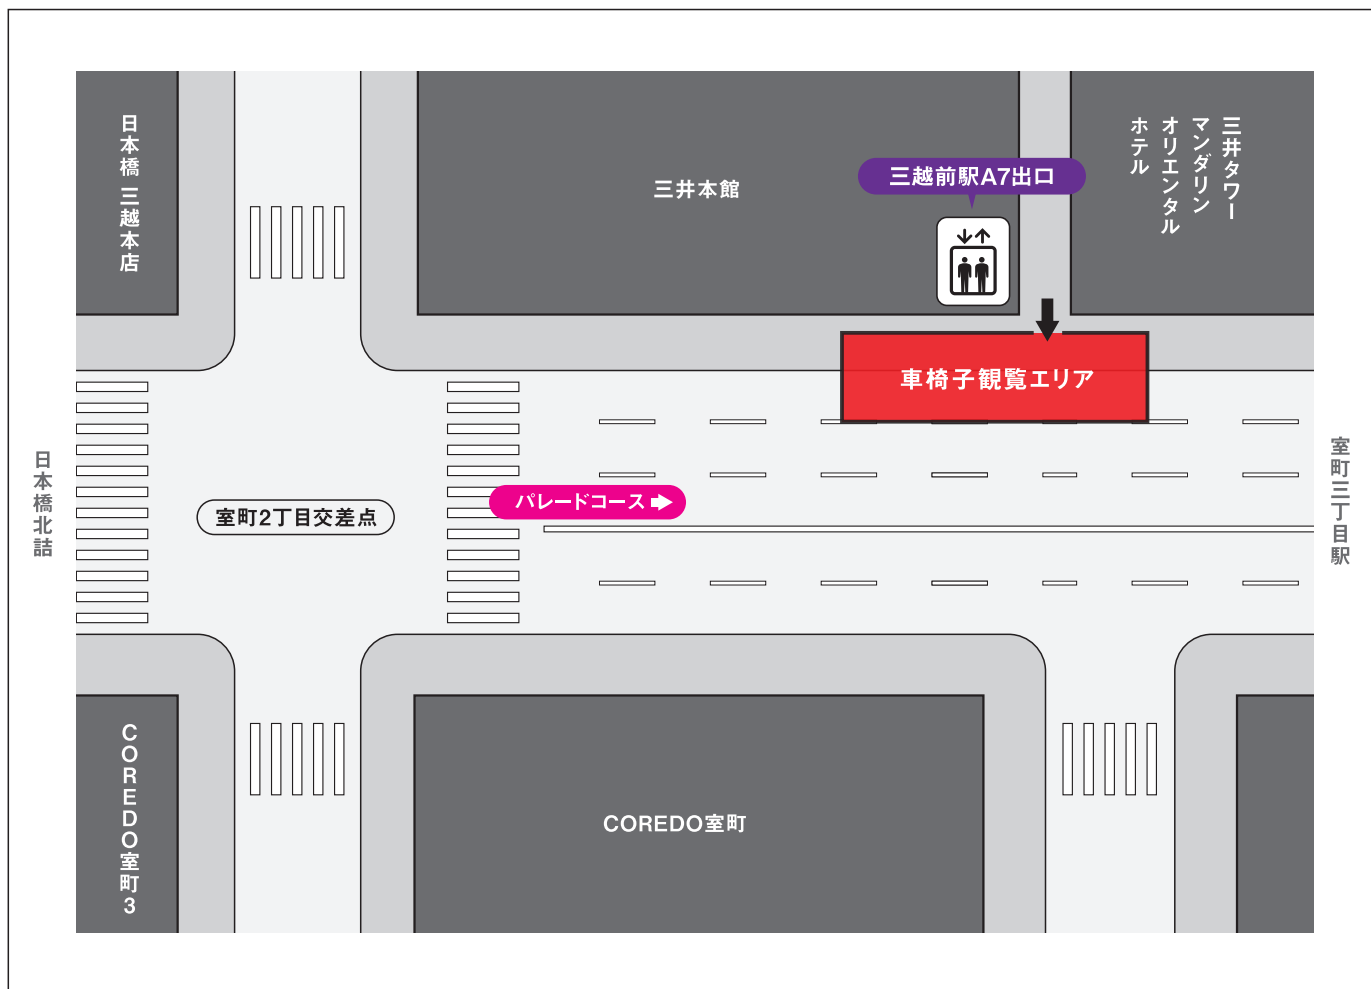 日本橋 三越本店
三井本館
三越前駅A7出口
三井タワー
マンダリン
オリエンタル
ホテル
車椅子観覧エリア
日本橋北詰
室町2丁目交差点
パレードコース
室町三丁目駅
COREDO室町3
COREDO室町